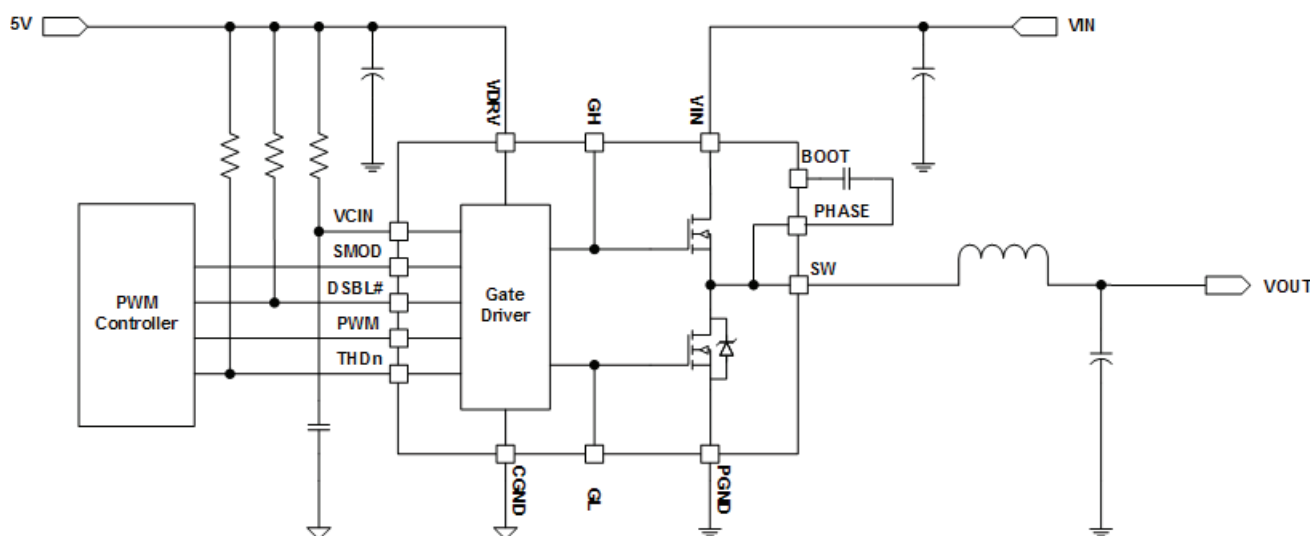 5V
VIN
VDRV
GH
VIN
BOOT
PHASE
VCIN
SMOD
SW
DSBL#
PWM
THDn
PWM
Controller
Gate
Driver
VOUT
CGND
GL
PGND